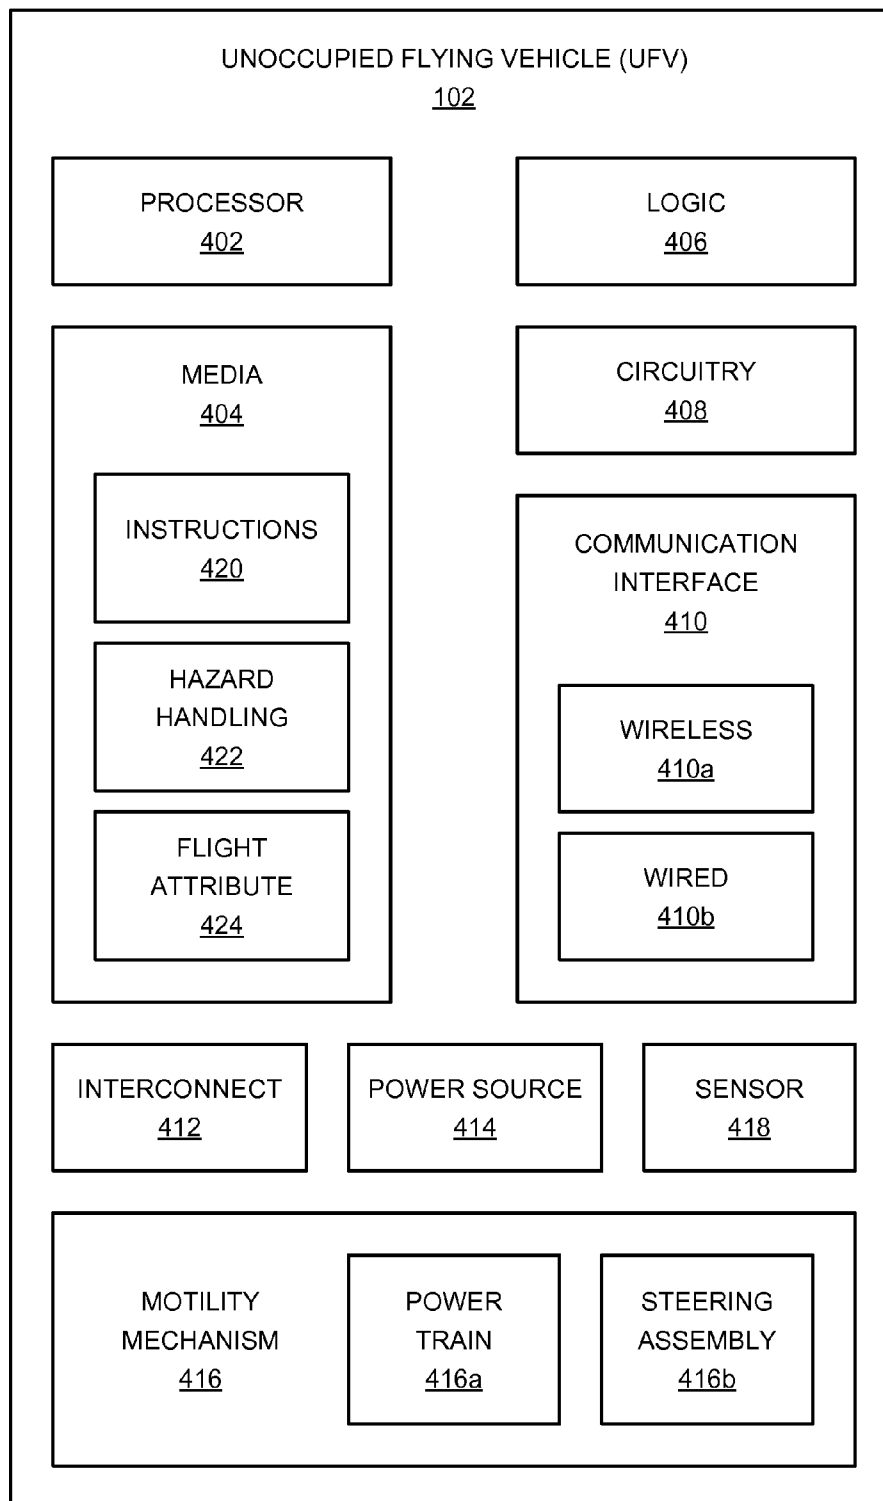 UNOCCUPIED FLYING VEHICLE (UFV)
102
PROCESSOR
402
LOGIC
406
MEDIA
404
CIRCUITRY
408
INSTRUCTIONS
420
HAZARD
HANDLING
422
FLIGHT
ATTRIBUTE
424
COMMUNICATION
INTERFACE
410
WIRELESS
410a
WIRED
410b
INTERCONNECT
412
POWER SOURCE
414
SENSOR
418
MOTILITY
MECHANISM
416
POWER
TRAIN
416a
STEERING
ASSEMBLY
416b